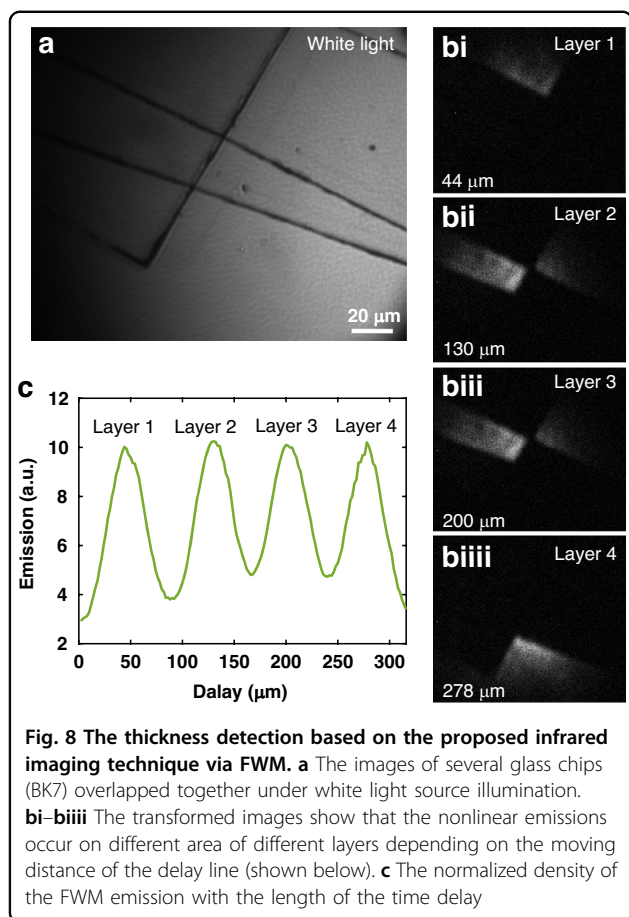 a
White light
20 µm
bi
Layer 1
44 µm
bii
Layer 2
130 µm
biii
Layer 3
200 µm
biiii
Layer 4
278 µm
c
12
10
8
6
4
2
Emission (a.u.)
Layer 1 Layer 2 Layer 3 Layer 4
0 50 100 150 200 250 300
Dalay (µm)
Fig. 8 The thickness detection based on the proposed infrared
imaging technique via FWM. a The images of several glass chips
(BK7) overlapped together under white light source illumination.
bi–biiii The transformed images show that the nonlinear emissions
occur on different area of different layers depending on the moving
distance of the delay line (shown below). c The normalized density of
the FWM emission with the length of the time delay